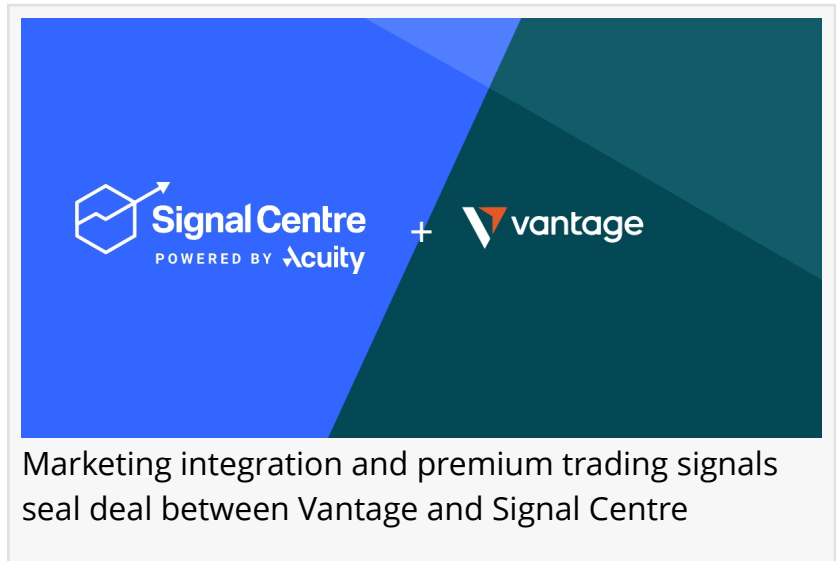 Signal Centre
POWERED BY Acuity
+
vantage
Marketing integration and premium trading signals
seal deal between Vantage and Signal Centre